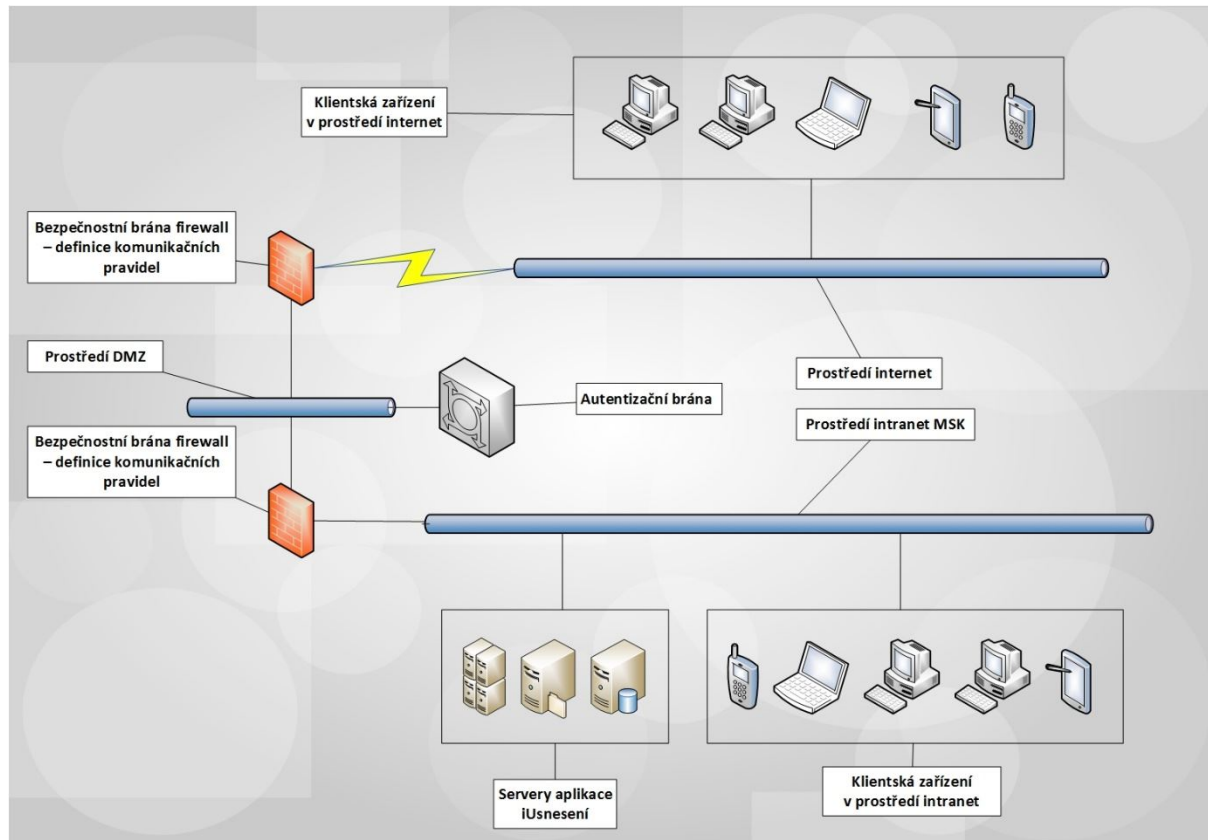 Klientská zařízení
v prostředí internet
Bezpečnostní brána firewall
– definice komunikačních
pravidel
Prostředí DMZ
Autentizační brána
Prostředí internet
Prostředí intranet MSK
Bezpečnostní brána firewall
– definice komunikačních
pravidel
Servery aplikace
iUsnesení
Klientská zařízení
v prostředí intranet